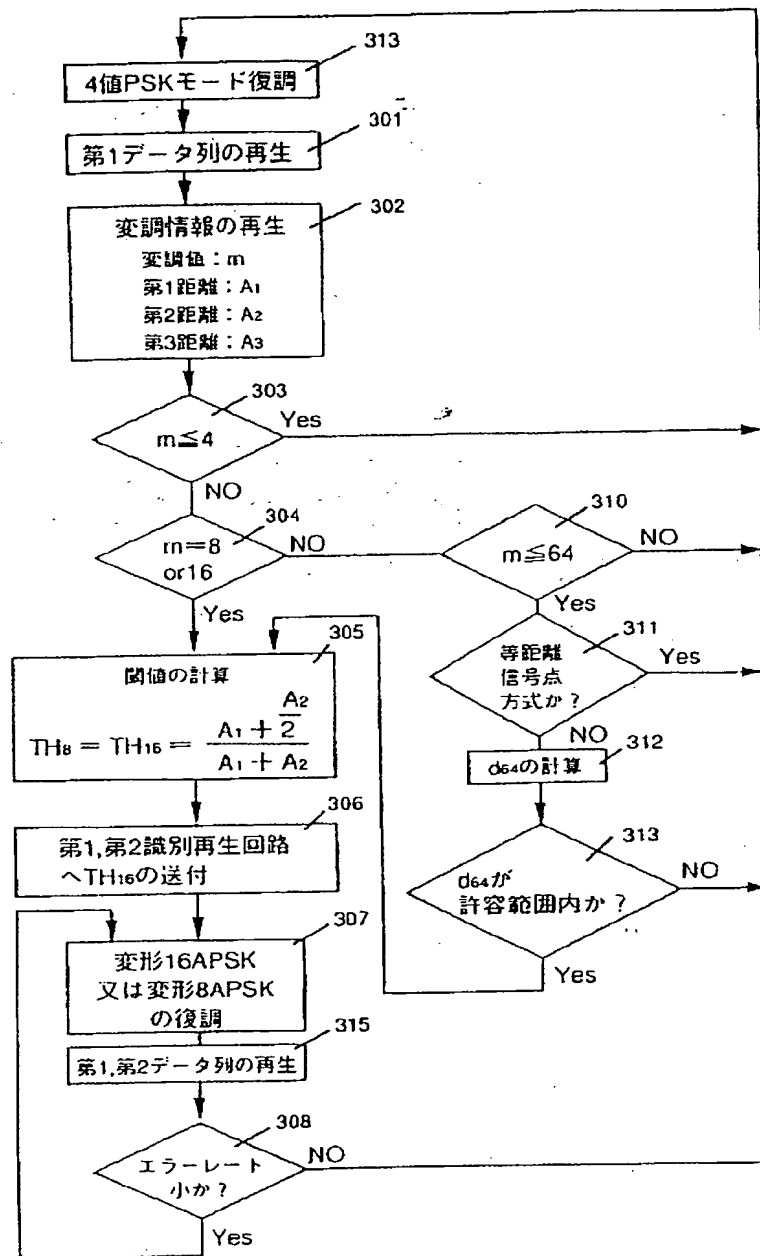 313
4値PSKモード復調
301
第1データ列の再生
302
変調情報の再生
変調値：m
第1距離：A1
第2距離：A2
第3距離：A3
303
m≦4
Yes
NO
304
m=8
or16
NO
Yes
310
m≦64
NO
Yes
311
等距離
信号点
方式か？
Yes
NO
312
d64の計算
313
d64が
許容範囲内か？
NO
Yes
305
閾値の計算
TH8 = TH16 = (A1 + A2/2) / (A1 + A2)
306
第1,第2識別再生回路
へTH16の送付
307
変形16APSK
又は変形8APSK
の復調
315
第1,第2データ列の再生
308
エラーレート
小か？
NO
Yes